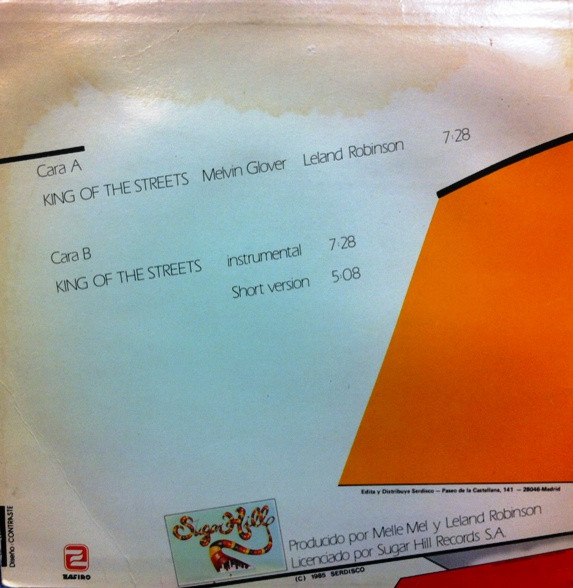 Cara A
KING OF THE STREETS Melvin Glover Leland Robinson 7·28
Cara B
KING OF THE STREETS instrumental 7·28
Short version 5·08
Edita y Distribuye Serdisco — Paseo de la Castellana, 141 — 28046-Madrid
Diseño CONTRASTE
ZAFIRO
Sugar Hill
Producido por Melle Mel y Leland Robinson
Licenciado por Sugar Hill Records S.A.
(C) 1985 SERDISCO